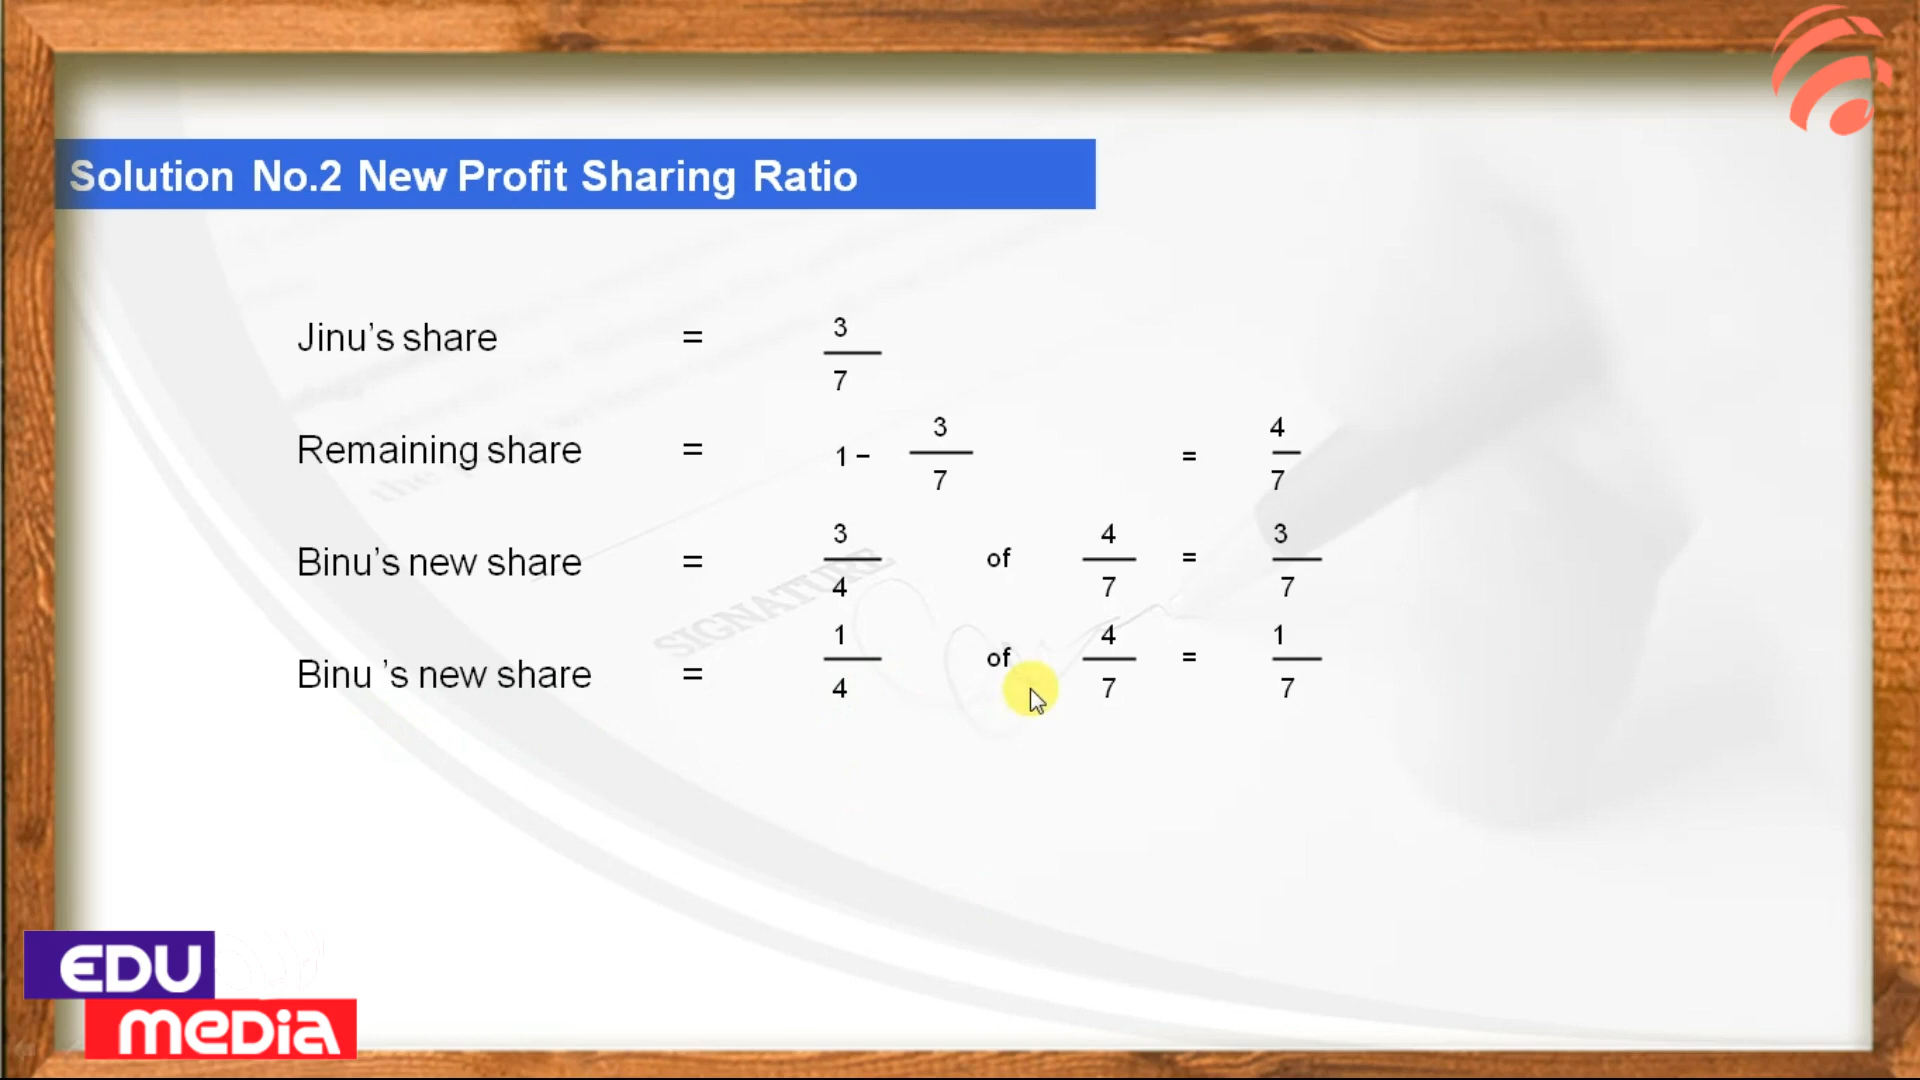 Solution No.2 New Profit Sharing Ratio
Jinu's share = 3/7
Remaining share = 1 − 3/7 = 4/7
Binu's new share = 3/4 of 4/7 = 3/7
Binu 's new share = 1/4 of 4/7 = 1/7
SIGNATURE
EDU
MEDIA